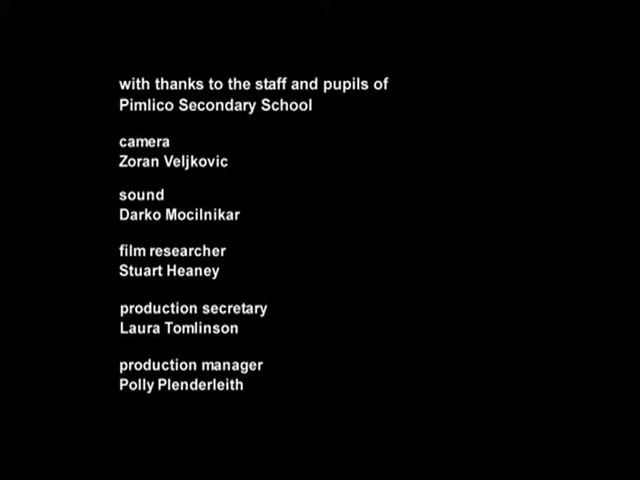 with thanks to the staff and pupils of
Pimlico Secondary School
camera
Zoran Veljkovic
sound
Darko Mocilnikar
film researcher
Stuart Heaney
production secretary
Laura Tomlinson
production manager
Polly Plenderleith